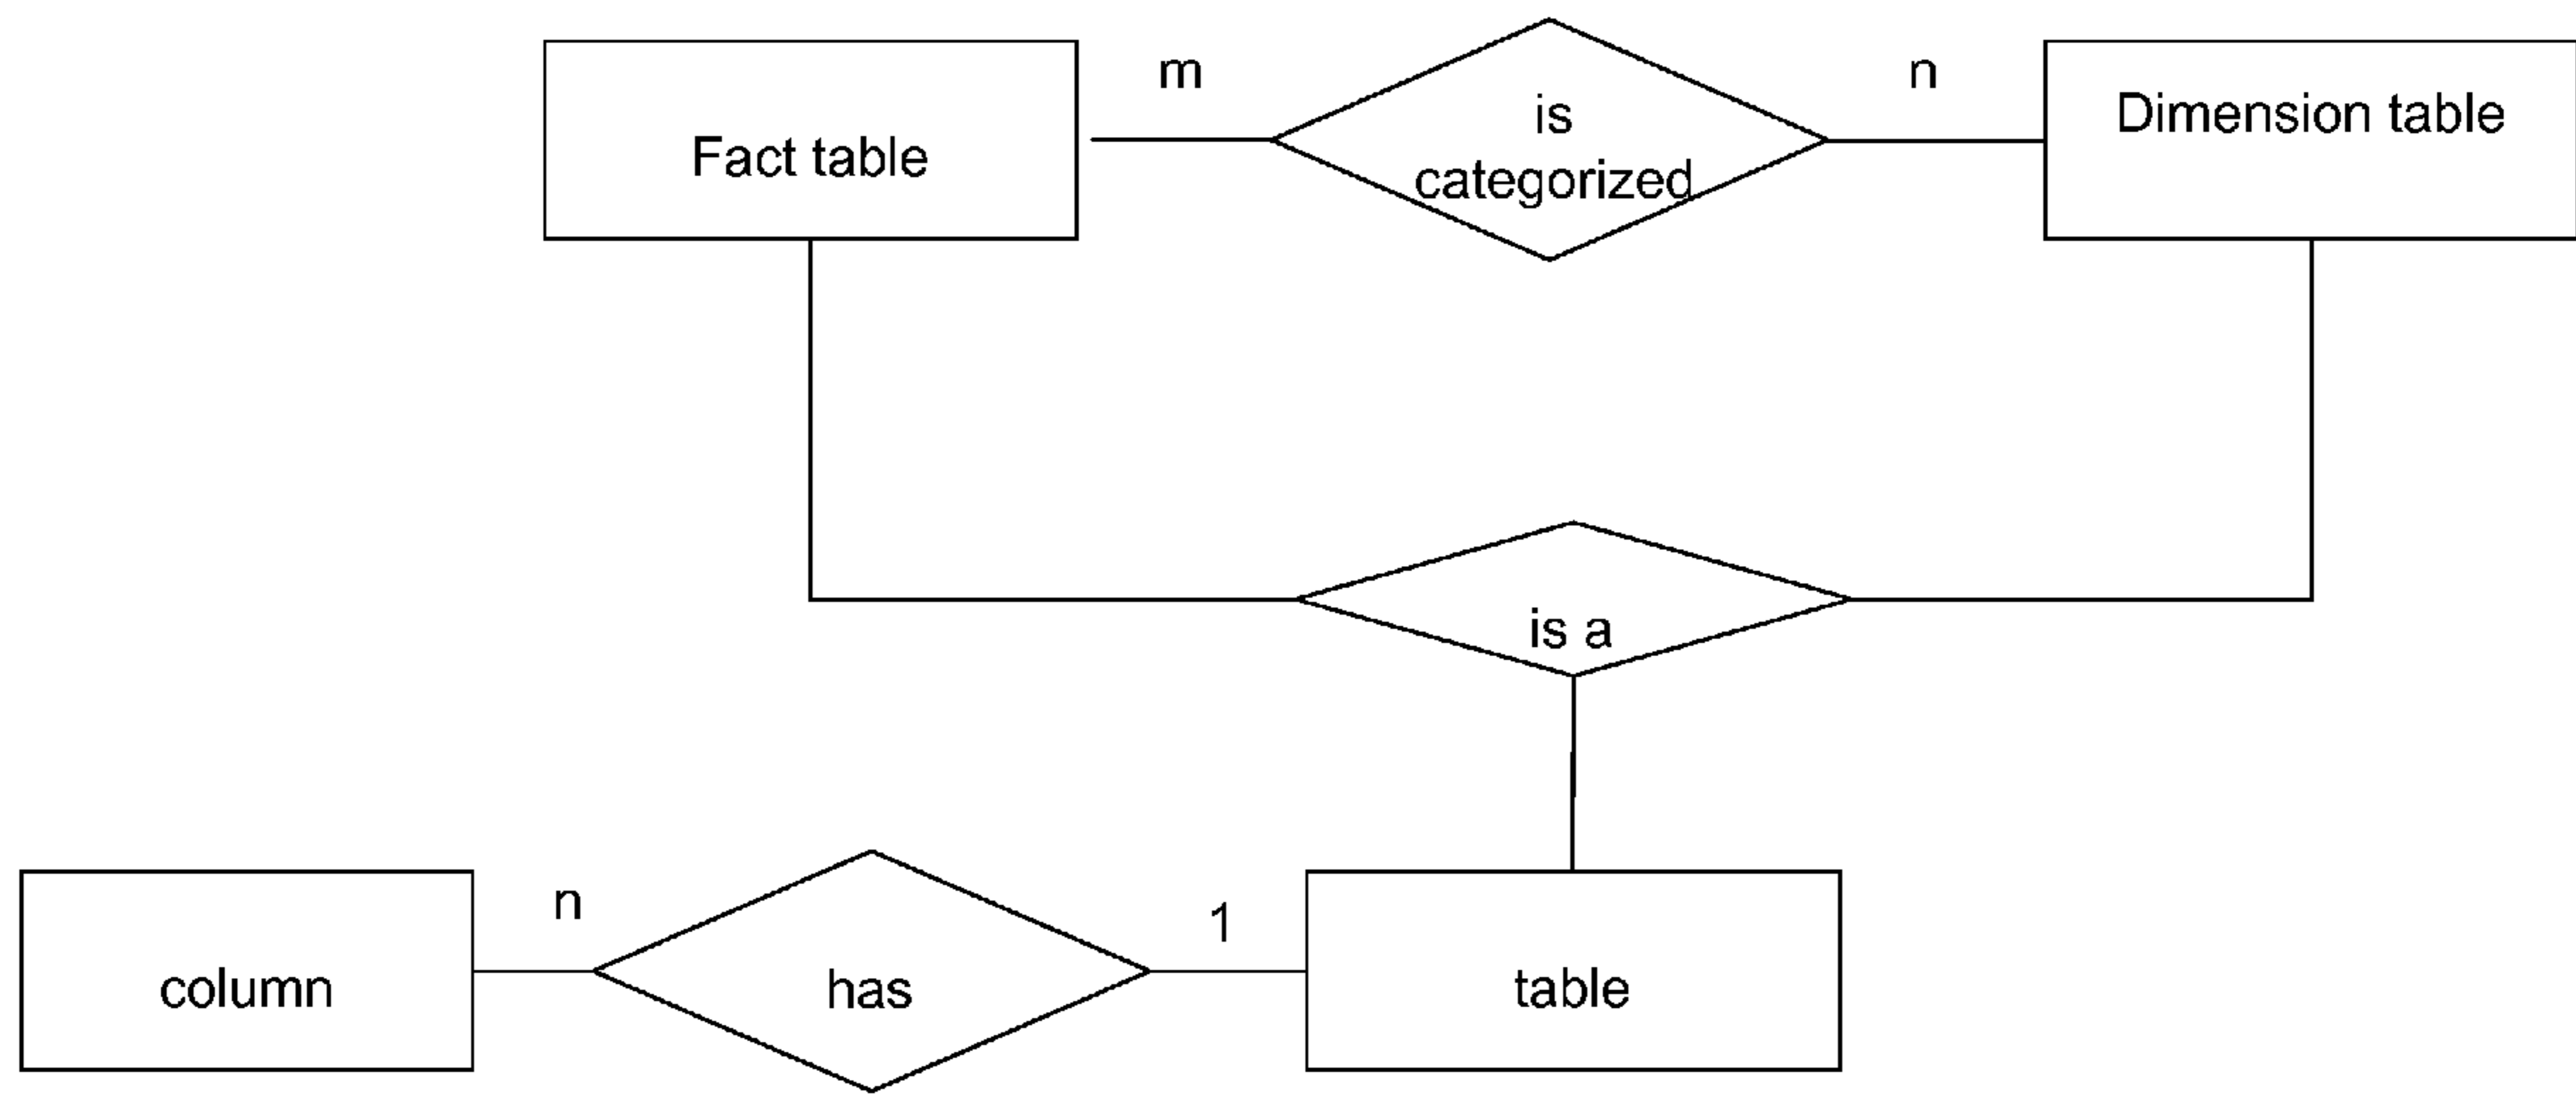 m
n
is
Dimension table
Fact table
categorized
is a
n
1
column
has
table